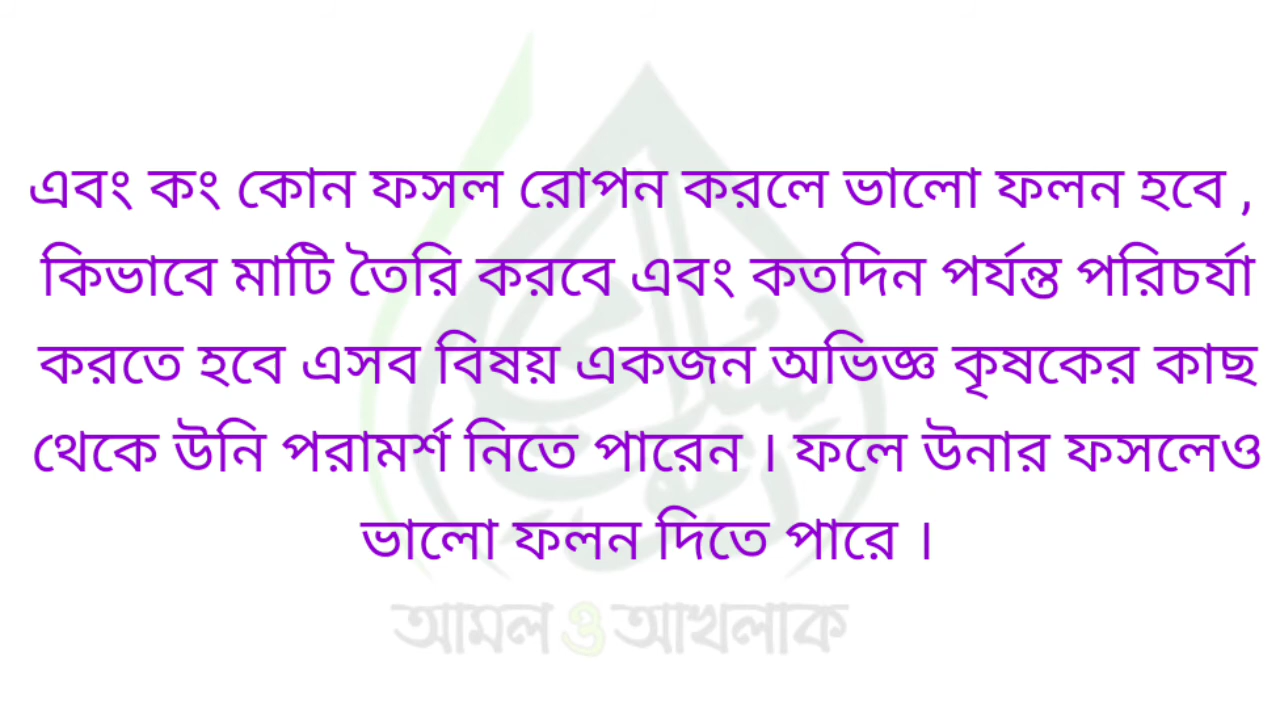 এবং কং কোন ফসল রোপন করলে ভালো ফলন হবে ,
কিভাবে মাটি তৈরি করবে এবং কতদিন পর্যন্ত পরিচর্যা
করতে হবে এসব বিষয় একজন অভিজ্ঞ কৃষকের কাছ
থেকে উনি পরামর্শ নিতে পারেন । ফলে উনার ফসলেও
ভালো ফলন দিতে পারে ।
আমল ও আখলাক